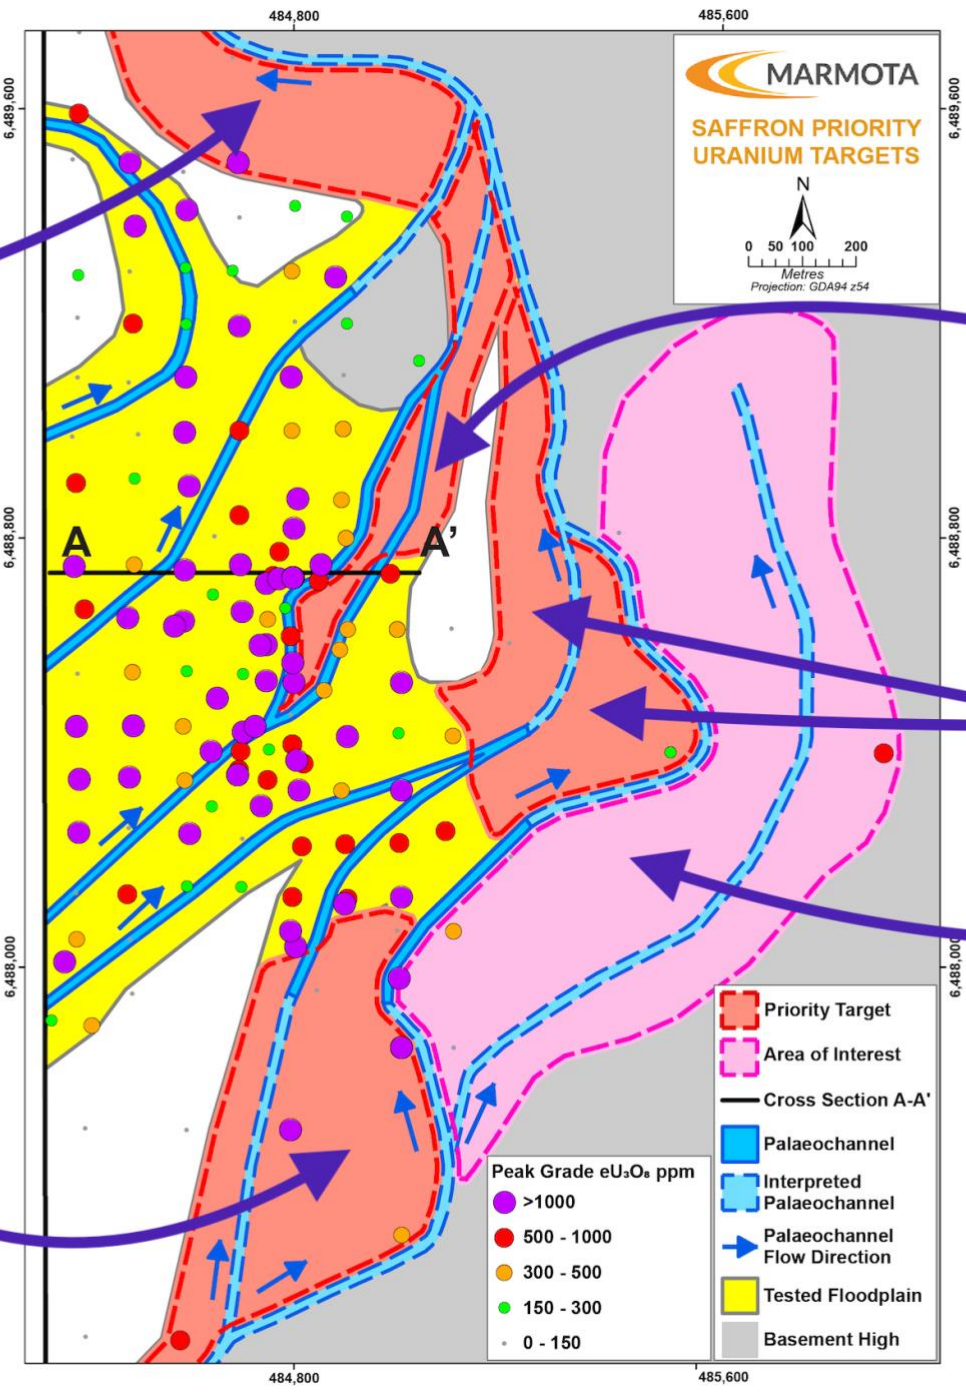 484,800
485,600
6,489,600
6,489,600
MARMOTA
SAFFRON PRIORITY
URANIUM TARGETS
N
0 50 100 200
Metres
Projection: GDA94 z54
6,488,800
6,488,800
A
A'
6,488,000
6,488,000
Priority Target
Area of Interest
Cross Section A-A'
Palaeochannel
Interpreted
Palaeochannel
Palaeochannel
Flow Direction
Tested Floodplain
Basement High
Peak Grade eU₃O₈ ppm
>1000
500 - 1000
300 - 500
150 - 300
0 - 150
484,800
485,600